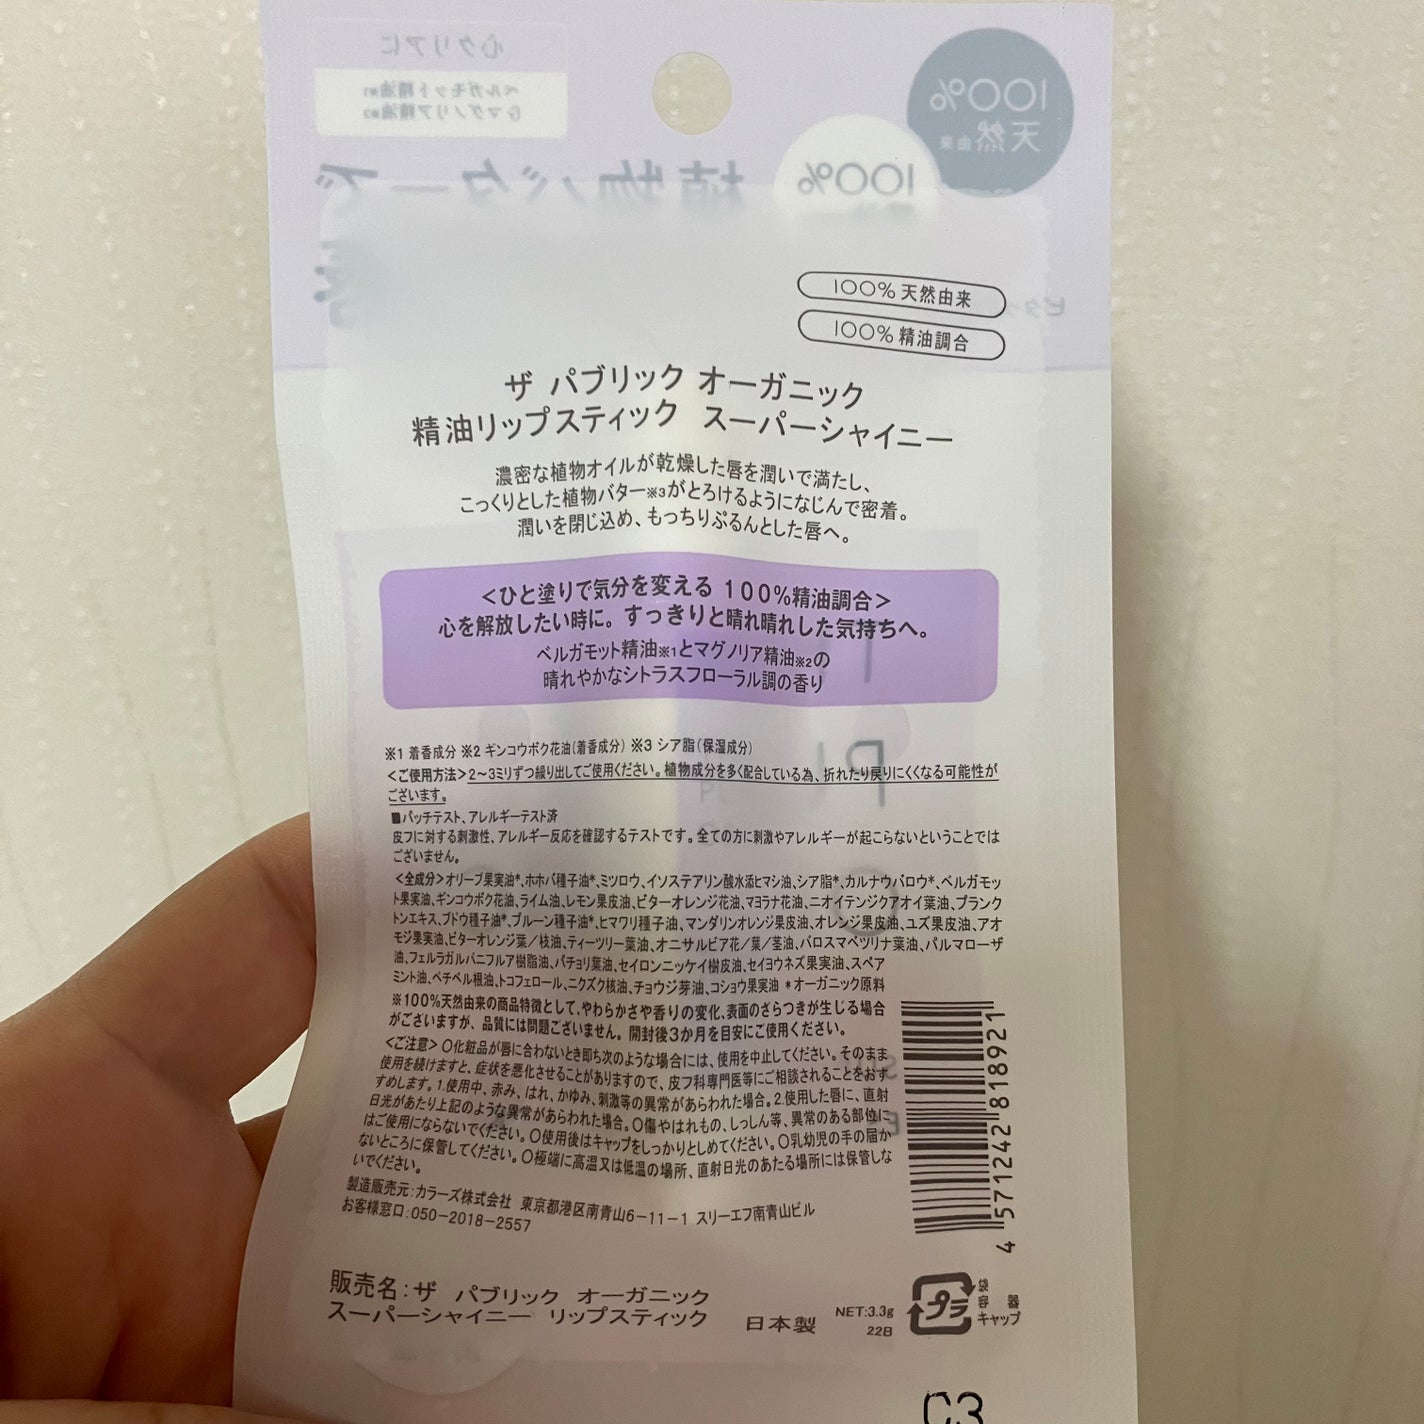 心クリアに
ベルガモット精油※1
&マグノリア精油※2
100%
天然由来
植物バターズ
100%
100%天然由来
100%精油調合
ザ パブリック オーガニック
精油リップスティック スーパーシャイニー
濃密な植物オイルが乾燥した唇を潤いで満たし、
こっくりとした植物バター※3がとろけるようになじんで密着。
潤いを閉じ込め、もっちりぷるんとした唇へ。
<ひと塗りで気分を変える 100%精油調合>
心を解放したい時に。すっきりと晴れ晴れした気持ちへ。
ベルガモット精油※1とマグノリア精油※2の
晴れやかなシトラスフローラル調の香り
※1 着香成分 ※2 ギンコウボク花油(着香成分) ※3 シア脂(保湿成分)
<ご使用方法>2~3ミリずつ繰り出してご使用ください。植物成分を多く配合している為、折れたり戻りにくくなる可能性が
ございます。
■パッチテスト、アレルギーテスト済
皮フに対する刺激性、アレルギー反応を確認するテストです。全ての方に刺激やアレルギーが起こらないということでは
ございません。
<全成分>オリーブ果実油*、ホホバ種子油*、ミツロウ、イソステアリン酸水添ヒマシ油、シア脂*、カルナウバロウ*、ベルガモッ
ト果実油、ギンコウボク花油、ライム油、レモン果皮油、ビターオレンジ花油、マヨラナ花油、ニオイテンジクアオイ葉油、プランク
トンエキス、ブドウ種子油*、プルーン種子油*、ヒマワリ種子油、マンダリンオレンジ果皮油、オレンジ果皮油、ユズ果皮油、アオ
モジ果実油、ビターオレンジ葉/枝油、ティーツリー葉油、オニサルビア花/葉/茎油、バロスマベツリナ葉油、パルマローザ
油、フェルラガルバニフルア樹脂油、パチョリ葉油、セイロンニッケイ樹皮油、セイヨウネズ果実油、スペア
ミント油、ベチベル根油、トコフェロール、ニクズク核油、チョウジ芽油、コショウ果実油 *オーガニック原料
※100%天然由来の商品特徴として、やわらかさや香りの変化、表面のざらつきが生じる場合
がございますが、品質には問題ございません。開封後3か月を目安にご使用ください。
<ご注意> ○化粧品が唇に合わないとき即ち次のような場合には、使用を中止してください。そのまま
使用を続けますと、症状を悪化させることがありますので、皮フ科専門医等にご相談されることをおす
すめします。1.使用中、赤み、はれ、かゆみ、刺激等の異常があらわれた場合。2.使用した唇に、直射
日光があたり上記のような異常があらわれた場合。○傷やはれもの、しっしん等、異常のある部位に
はご使用にならないでください。○使用後はキャップをしっかりとしめてください。○乳幼児の手の届か
ないところに保管してください。○極端に高温又は低温の場所、直射日光のあたる場所には保管しな
いでください。
製造販売元:カラーズ株式会社 東京都港区南青山6-11-1 スリーエフ南青山ビル
お客様窓口:050-2018-2557
4 571242 818921
販売名:ザ パブリック オーガニック
スーパーシャイニー リップスティック
日本製
NET:3.3g
22B
プラ
袋
容器
キャップ
C3